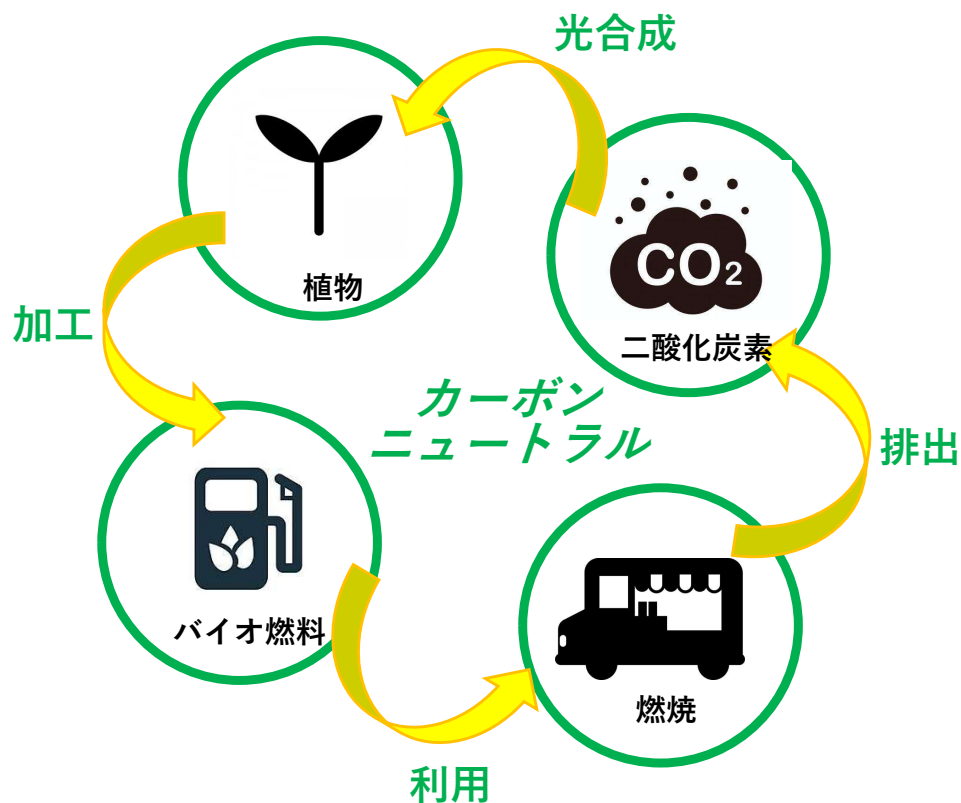 光合成
植物
CO₂
二酸化炭素
加工
カーボン
ニュートラル
排出
バイオ燃料
燃焼
利用